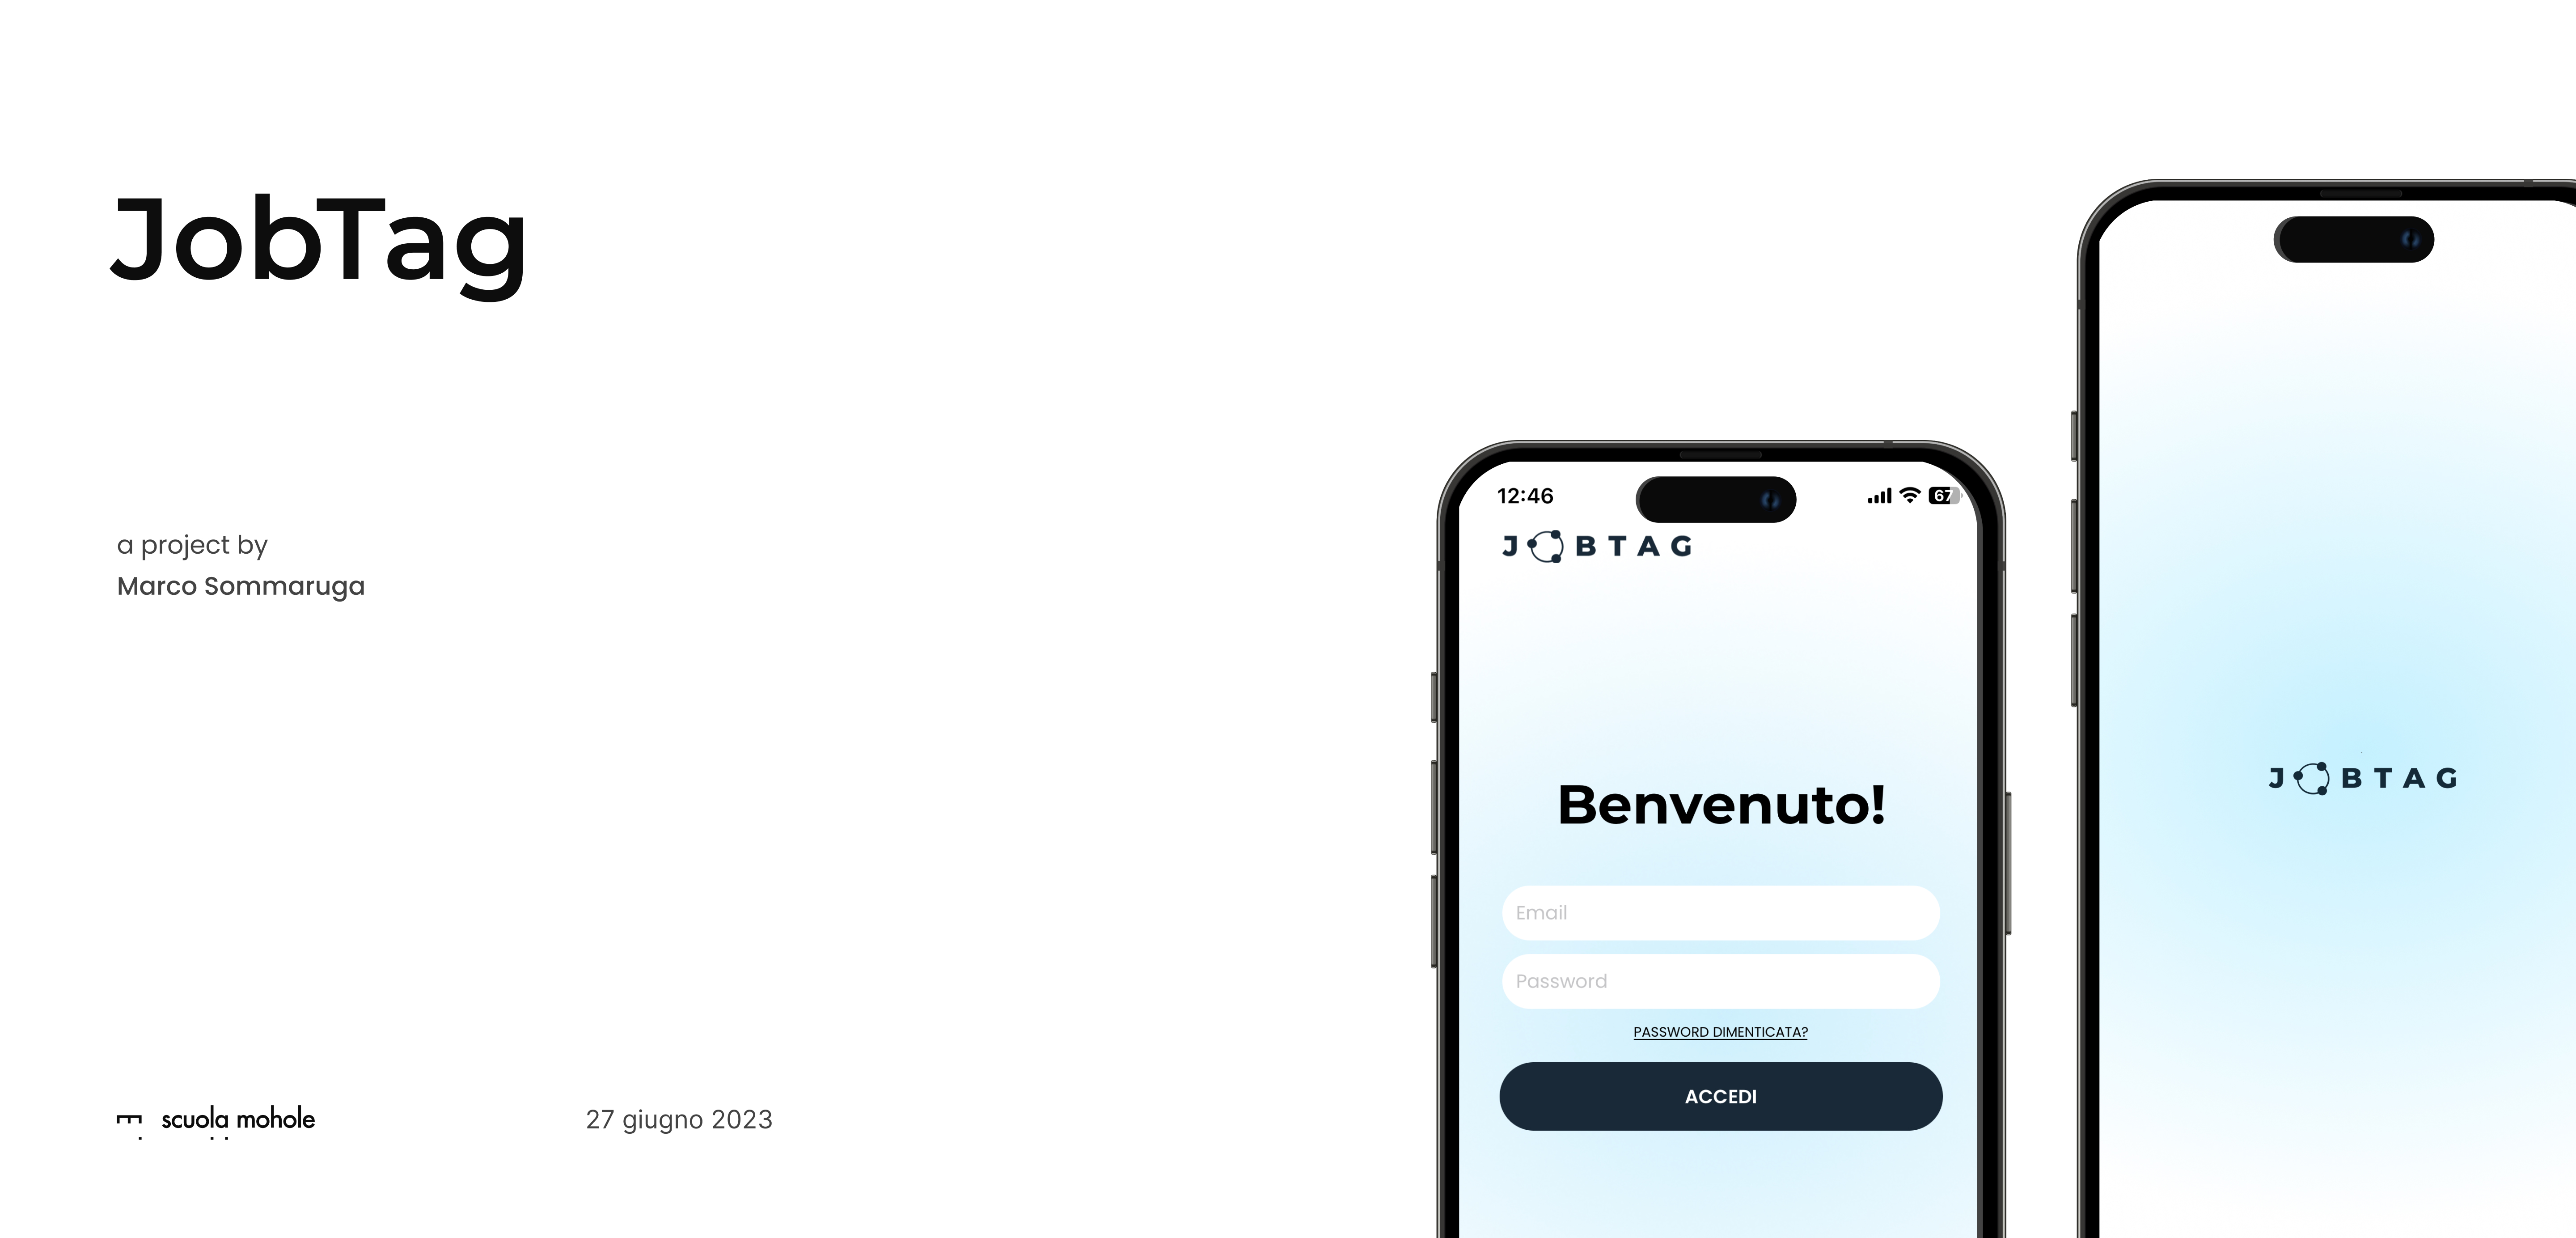 JobTag
a project by
Marco Sommaruga
scuola mohole
27 giugno 2023
12:46
67
JOBTAG
Benvenuto!
Email
Password
PASSWORD DIMENTICATA?
ACCEDI
JOBTAG